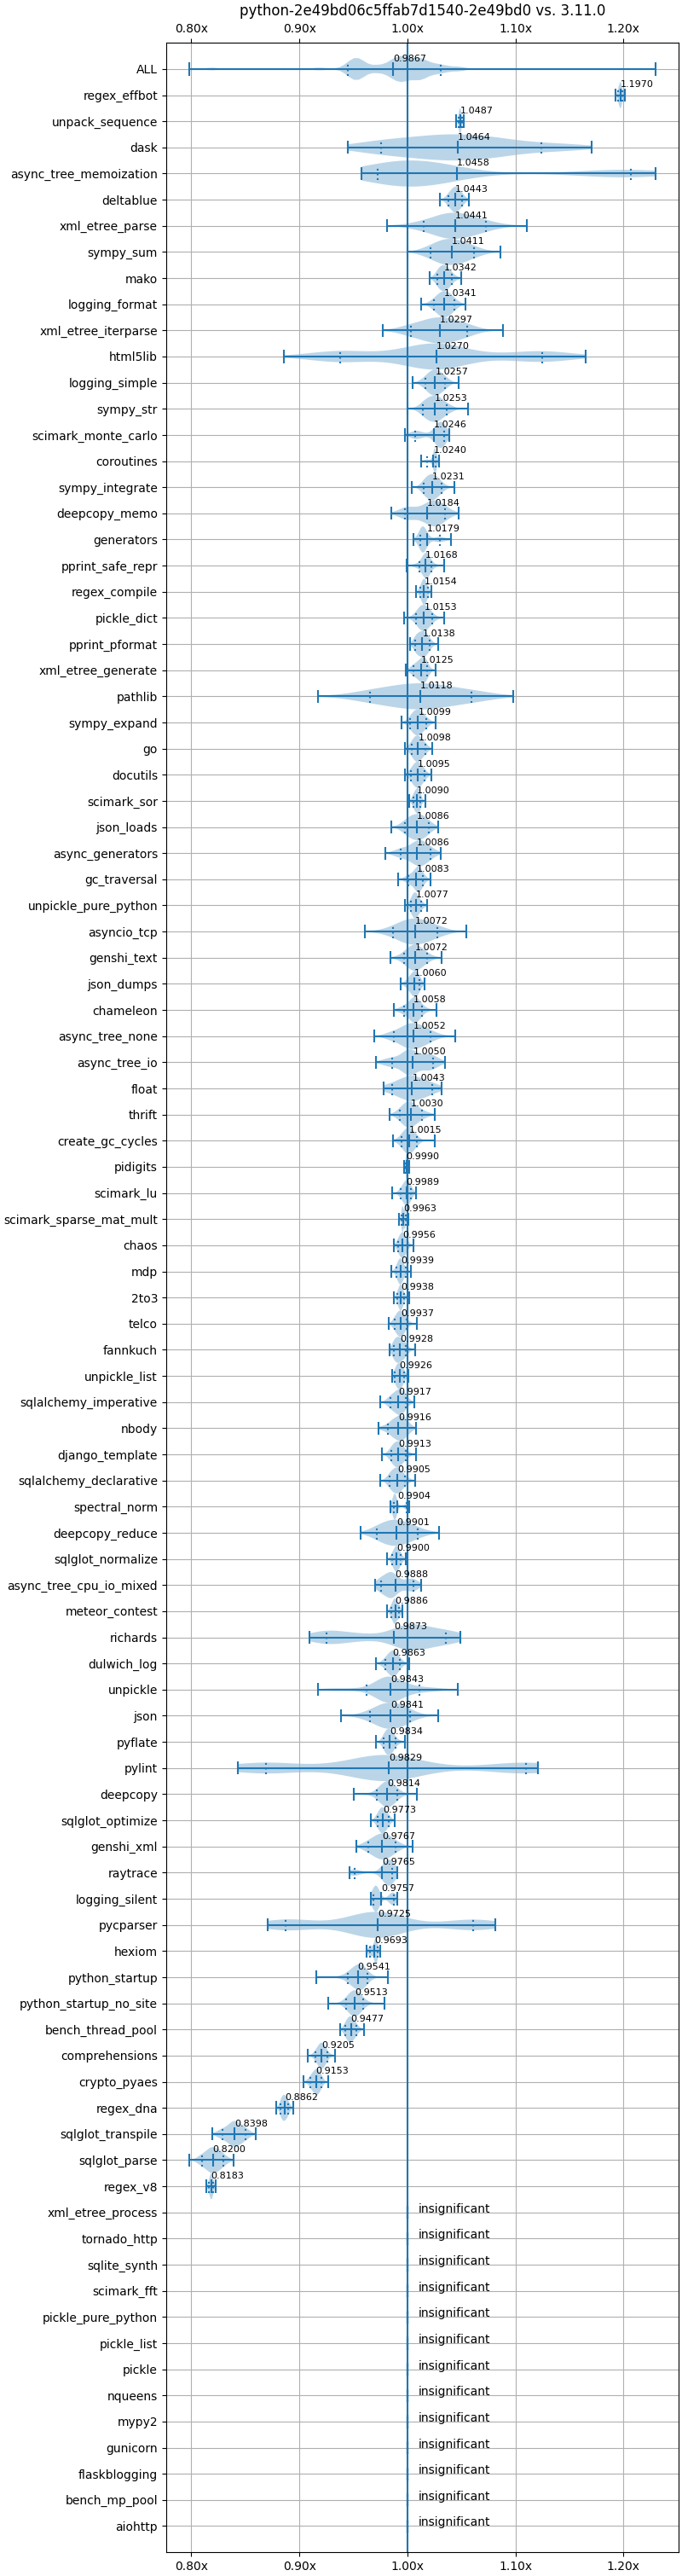 python-2e49bd06c5ffab7d1540-2e49bd0 vs. 3.11.0
0.80x 0.90x 1.00x 1.10x 1.20x
ALL 0.9867
regex_effbot 1.1970
unpack_sequence 1.0487
dask 1.0464
async_tree_memoization 1.0458
deltablue 1.0443
xml_etree_parse 1.0441
sympy_sum 1.0411
mako 1.0342
logging_format 1.0341
xml_etree_iterparse 1.0297
html5lib 1.0270
logging_simple 1.0257
sympy_str 1.0253
scimark_monte_carlo 1.0246
coroutines 1.0240
sympy_integrate 1.0231
deepcopy_memo 1.0184
generators 1.0179
pprint_safe_repr 1.0168
regex_compile 1.0154
pickle_dict 1.0153
pprint_pformat 1.0138
xml_etree_generate 1.0125
pathlib 1.0118
sympy_expand 1.0099
go 1.0098
docutils 1.0095
scimark_sor 1.0090
json_loads 1.0086
async_generators 1.0086
gc_traversal 1.0083
unpickle_pure_python 1.0077
asyncio_tcp 1.0072
genshi_text 1.0072
json_dumps 1.0060
chameleon 1.0058
async_tree_none 1.0052
async_tree_io 1.0050
float 1.0043
thrift 1.0030
create_gc_cycles 1.0015
pidigits 0.9990
scimark_lu 0.9989
scimark_sparse_mat_mult 0.9963
chaos 0.9956
mdp 0.9939
2to3 0.9938
telco 0.9937
fannkuch 0.9928
unpickle_list 0.9926
sqlalchemy_imperative 0.9917
nbody 0.9916
django_template 0.9913
sqlalchemy_declarative 0.9905
spectral_norm 0.9904
deepcopy_reduce 0.9901
sqlglot_normalize 0.9900
async_tree_cpu_io_mixed 0.9888
meteor_contest 0.9886
richards 0.9873
dulwich_log 0.9863
unpickle 0.9843
json 0.9841
pyflate 0.9834
pylint 0.9829
deepcopy 0.9814
sqlglot_optimize 0.9773
genshi_xml 0.9767
raytrace 0.9765
logging_silent 0.9757
pycparser 0.9725
hexiom 0.9693
python_startup 0.9541
python_startup_no_site 0.9513
bench_thread_pool 0.9477
comprehensions 0.9205
crypto_pyaes 0.9153
regex_dna 0.8862
sqlglot_transpile 0.8398
sqlglot_parse 0.8200
regex_v8 0.8183
xml_etree_process insignificant
tornado_http insignificant
sqlite_synth insignificant
scimark_fft insignificant
pickle_pure_python insignificant
pickle_list insignificant
pickle insignificant
nqueens insignificant
mypy2 insignificant
gunicorn insignificant
flaskblogging insignificant
bench_mp_pool insignificant
aiohttp insignificant
0.80x 0.90x 1.00x 1.10x 1.20x